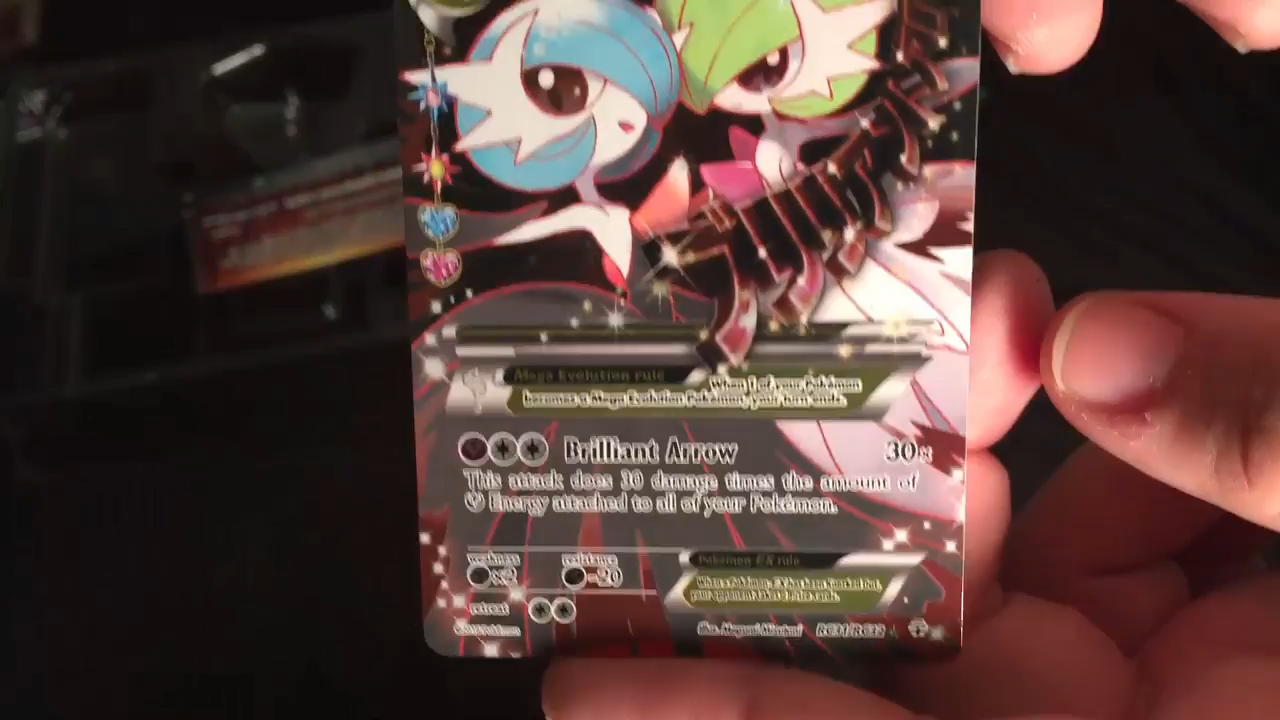 Mega Evolution rule
When 1 of your Pokémon
becomes a Mega Evolution Pokémon, your turn ends.
Brilliant Arrow 30×
This attack does 30 damage times the amount of
Energy attached to all of your Pokémon.
weakness resistance
×2 -20
Pokémon EX rule
When a Pokémon-EX has been Knocked Out,
your opponent takes 2 Prize cards.
retreat
Illus. Megumi Mizutani RC31/RC32